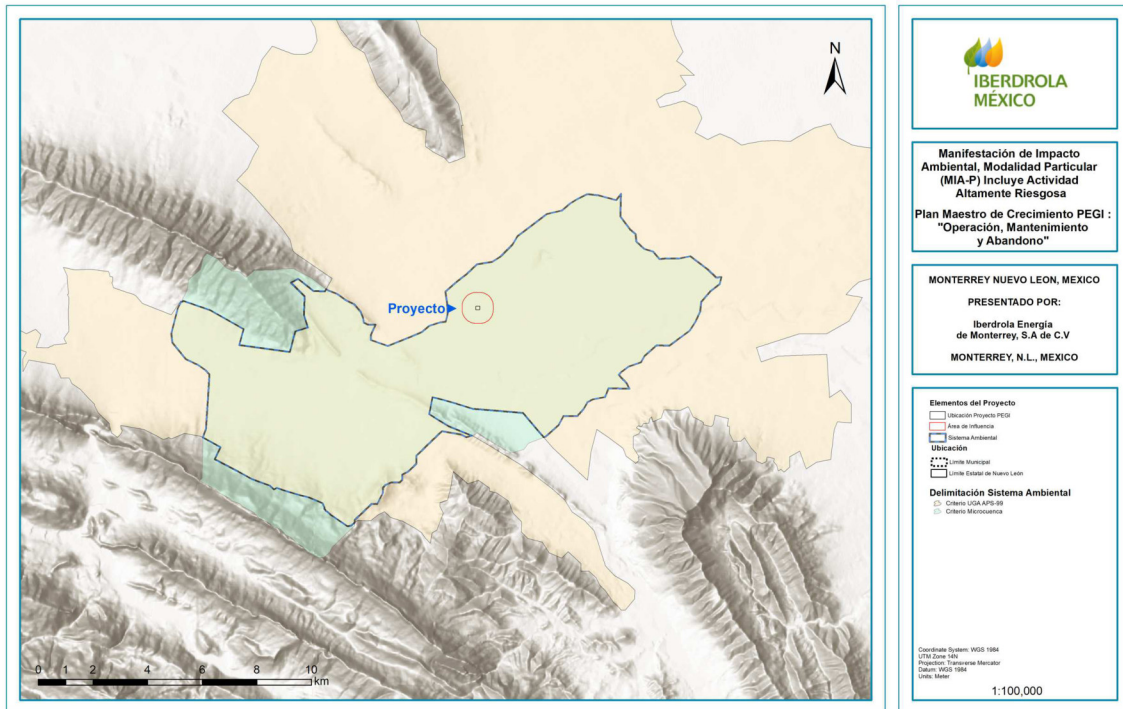 N
Proyecto
0 1 2 4 6 8 10
km
IBERDROLA
MÉXICO
Manifestación de Impacto
Ambiental, Modalidad Particular
(MIA-P) Incluye Actividad
Altamente Riesgosa
Plan Maestro de Crecimiento PEGI :
"Operación, Mantenimiento
y Abandono"
MONTERREY NUEVO LEON, MEXICO
PRESENTADO POR:
Iberdrola Energía
de Monterrey, S.A de C.V
MONTERREY, N.L., MEXICO
Elementos del Proyecto
Ubicación Proyecto PEGI
Área de Influencia
Sistema Ambiental
Ubicación
Límite Municipal
Límite Estatal de Nuevo León
Delimitación Sistema Ambiental
Criterio UGA APS-99
Criterio Microcuenca
Coordinate System: WGS 1984
UTM Zone 14N
Projection: Transverse Mercator
Datum: WGS 1984
Units: Meter
1:100,000